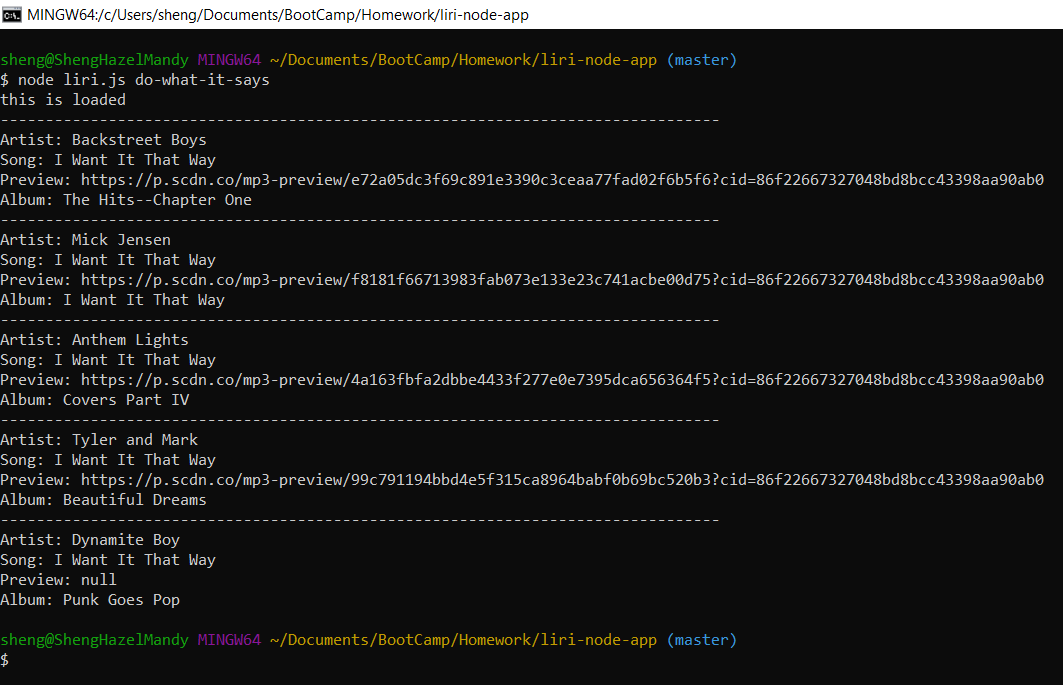 MINGW64:/c/Users/sheng/Documents/BootCamp/Homework/liri-node-app
sheng@ShengHazelMandy MINGW64 ~/Documents/BootCamp/Homework/liri-node-app (master)
$ node liri.js do-what-it-says
this is loaded
--------------------------------------------------------------------------------
Artist: Backstreet Boys
Song: I Want It That Way
Preview: https://p.scdn.co/mp3-preview/e72a05dc3f69c891e3390c3ceaa77fad02f6b5f6?cid=86f22667327048bd8bcc43398aa90ab0
Album: The Hits--Chapter One
--------------------------------------------------------------------------------
Artist: Mick Jensen
Song: I Want It That Way
Preview: https://p.scdn.co/mp3-preview/f8181f66713983fab073e133e23c741acbe00d75?cid=86f22667327048bd8bcc43398aa90ab0
Album: I Want It That Way
--------------------------------------------------------------------------------
Artist: Anthem Lights
Song: I Want It That Way
Preview: https://p.scdn.co/mp3-preview/4a163fbfa2dbbe4433f277e0e7395dca656364f5?cid=86f22667327048bd8bcc43398aa90ab0
Album: Covers Part IV
--------------------------------------------------------------------------------
Artist: Tyler and Mark
Song: I Want It That Way
Preview: https://p.scdn.co/mp3-preview/99c791194bbd4e5f315ca8964babf0b69bc520b3?cid=86f22667327048bd8bcc43398aa90ab0
Album: Beautiful Dreams
--------------------------------------------------------------------------------
Artist: Dynamite Boy
Song: I Want It That Way
Preview: null
Album: Punk Goes Pop
sheng@ShengHazelMandy MINGW64 ~/Documents/BootCamp/Homework/liri-node-app (master)
$